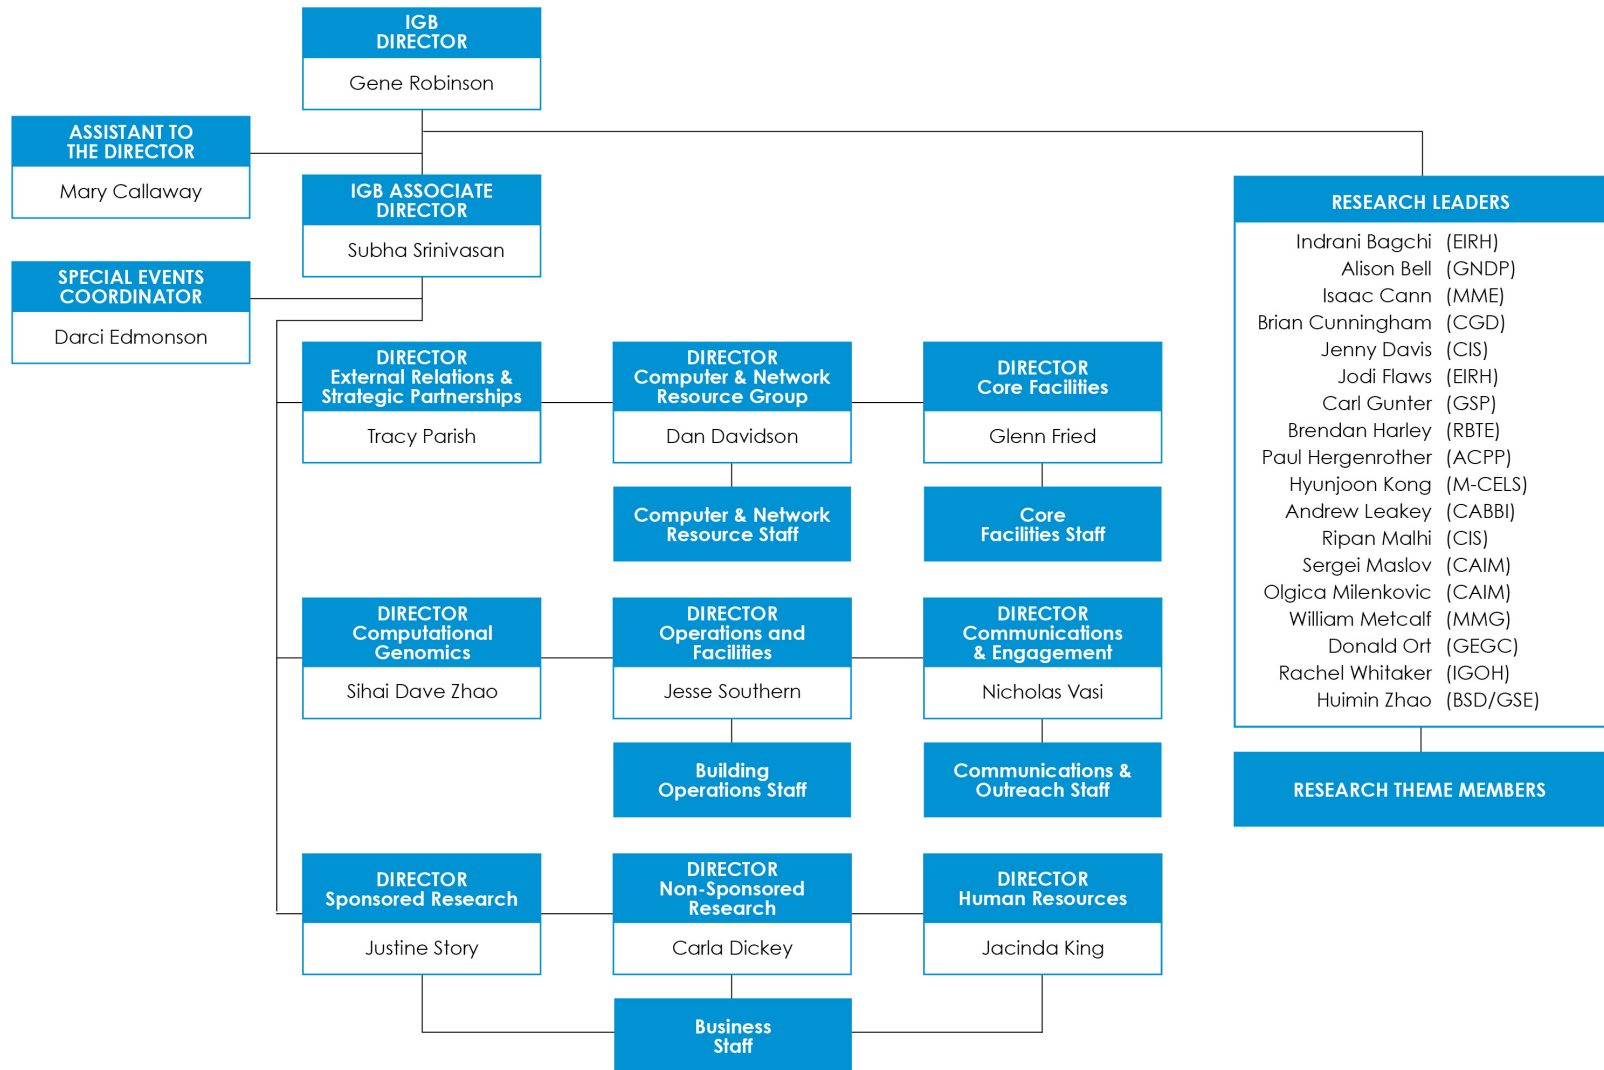 IGB
DIRECTOR
Gene Robinson
ASSISTANT TO
THE DIRECTOR
Mary Callaway
IGB ASSOCIATE
DIRECTOR
Subha Srinivasan
SPECIAL EVENTS
COORDINATOR
Darci Edmonson
DIRECTOR
External Relations &
Strategic Partnerships
Tracy Parish
DIRECTOR
Computer & Network
Resource Group
Dan Davidson
DIRECTOR
Core Facilities
Glenn Fried
Computer & Network
Resource Staff
Core
Facilities Staff
DIRECTOR
Computational
Genomics
Sihai Dave Zhao
DIRECTOR
Operations and
Facilities
Jesse Southern
DIRECTOR
Communications
& Engagement
Nicholas Vasi
Building
Operations Staff
Communications &
Outreach Staff
DIRECTOR
Sponsored Research
Justine Story
DIRECTOR
Non-Sponsored
Research
Carla Dickey
DIRECTOR
Human Resources
Jacinda King
Business
Staff
RESEARCH LEADERS
Indrani Bagchi (EIRH)
Alison Bell (GNDP)
Isaac Cann (MME)
Brian Cunningham (CGD)
Jenny Davis (CIS)
Jodi Flaws (EIRH)
Carl Gunter (GSP)
Brendan Harley (RBTE)
Paul Hergenrother (ACPP)
Hyunjoon Kong (M-CELS)
Andrew Leakey (CABBI)
Ripan Malhi (CIS)
Sergei Maslov (CAIM)
Olgica Milenkovic (CAIM)
William Metcalf (MMG)
Donald Ort (GEGC)
Rachel Whitaker (IGOH)
Huimin Zhao (BSD/GSE)
RESEARCH THEME MEMBERS